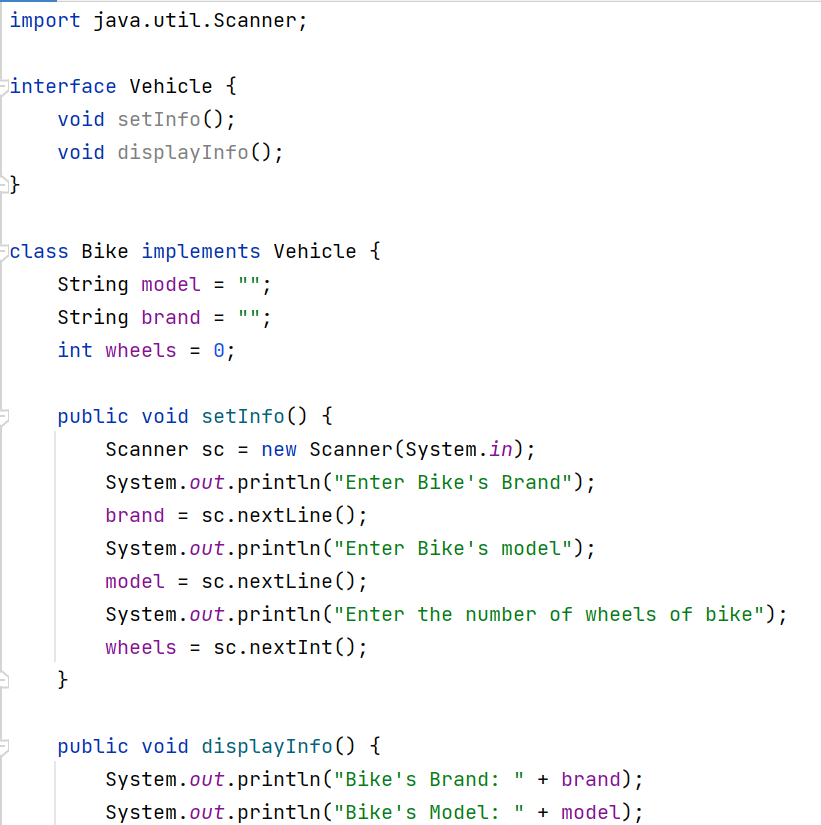 import java.util.Scanner;

interface Vehicle {
    void setInfo();
    void displayInfo();
}

class Bike implements Vehicle {
    String model = "";
    String brand = "";
    int wheels = 0;

    public void setInfo() {
        Scanner sc = new Scanner(System.in);
        System.out.println("Enter Bike's Brand");
        brand = sc.nextLine();
        System.out.println("Enter Bike's model");
        model = sc.nextLine();
        System.out.println("Enter the number of wheels of bike");
        wheels = sc.nextInt();
    }

    public void displayInfo() {
        System.out.println("Bike's Brand: " + brand);
        System.out.println("Bike's Model: " + model);